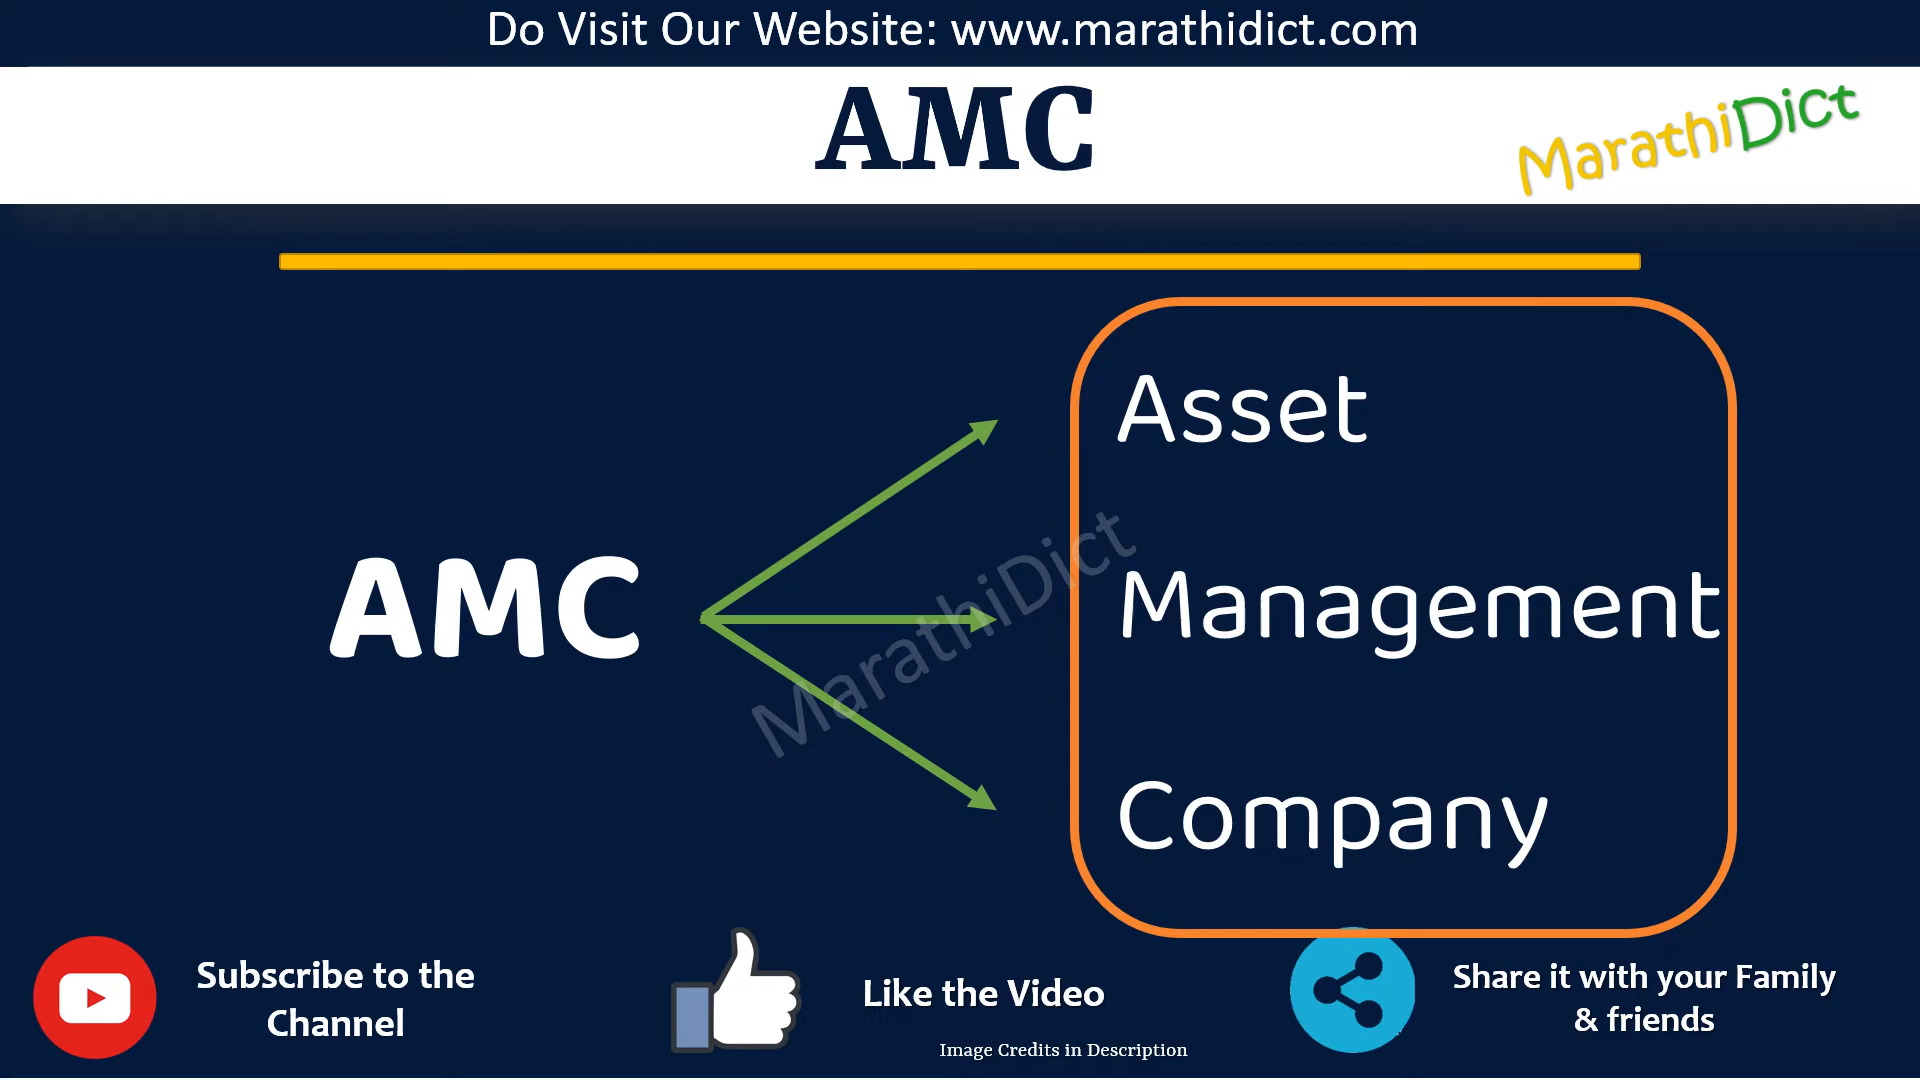 Do Visit Our Website: www.marathidict.com
AMC
MarathiDict
Asset
AMC
Management
MarathiDict
Company
Subscribe to the
Channel
Like the Video
Share it with your Family
& friends
Image Credits in Description